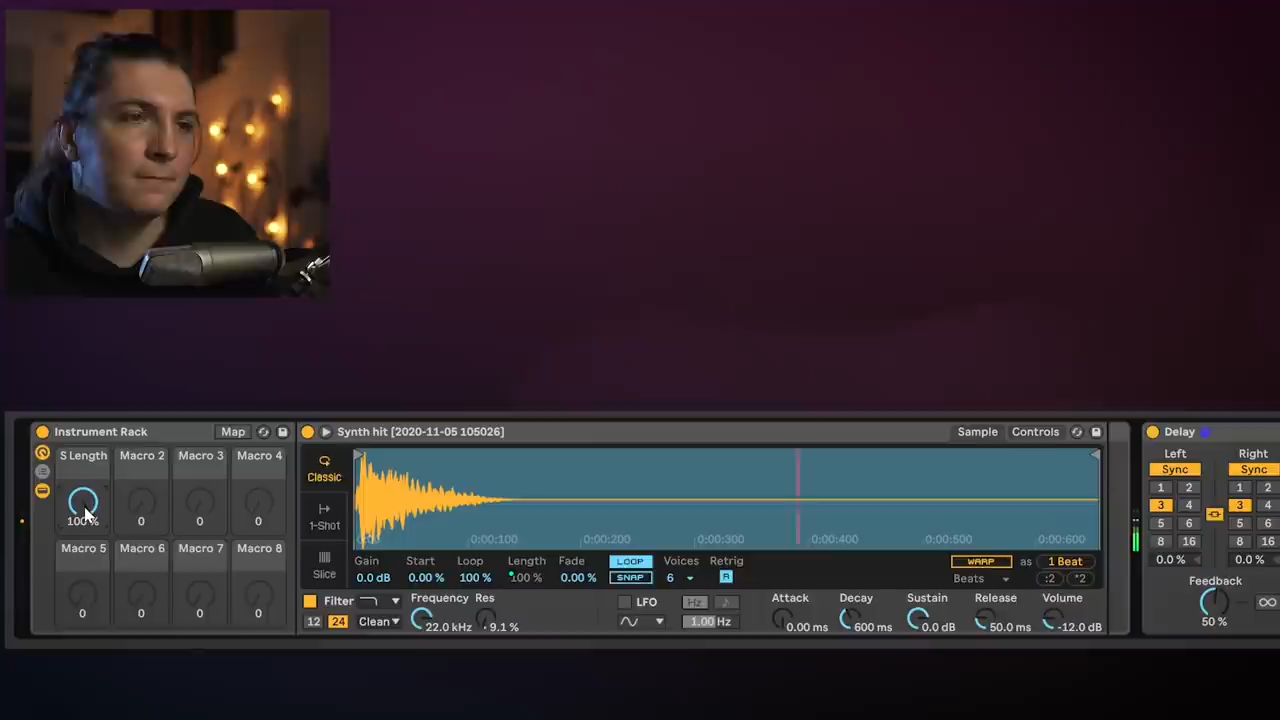 Instrument Rack
Map
S Length
Macro 2
Macro 3
Macro 4
100 %
0
0
0
Macro 5
Macro 6
Macro 7
Macro 8
0
0
0
0
Synth hit [2020-11-05 105026]
Sample
Controls
Classic
1-Shot
Slice
0:00:100
0:00:200
0:00:300
0:00:400
0:00:500
0:00:600
Gain
Start
Loop
Length
Fade
LOOP
Voices
Retrig
WARP
as
1 Beat
0.0 dB
0.00 %
100 %
100 %
0.00 %
SNAP
6
R
Beats
:2
*2
Filter
Frequency
Res
LFO
Hz
Attack
Decay
Sustain
Release
Volume
12
24
Clean
22.0 kHz
9.1 %
1.00 Hz
0.00 ms
600 ms
0.0 dB
50.0 ms
-12.0 dB
Delay
Left
Right
Sync
Sync
1
2
1
2
3
4
3
4
5
6
5
6
8
16
8
16
0.0 %
0.0 %
Feedback
50 %